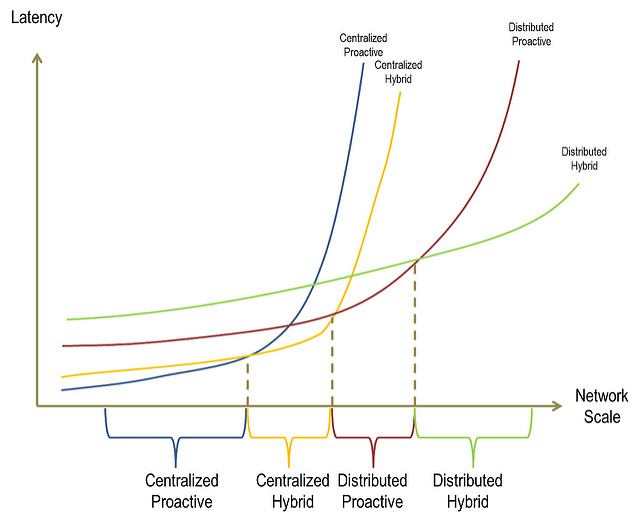 Latency
Centralized
Proactive
Centralized
Hybrid
Distributed
Proactive
Distributed
Hybrid
Network
Scale
Centralized
Proactive
Centralized
Hybrid
Distributed
Proactive
Distributed
Hybrid